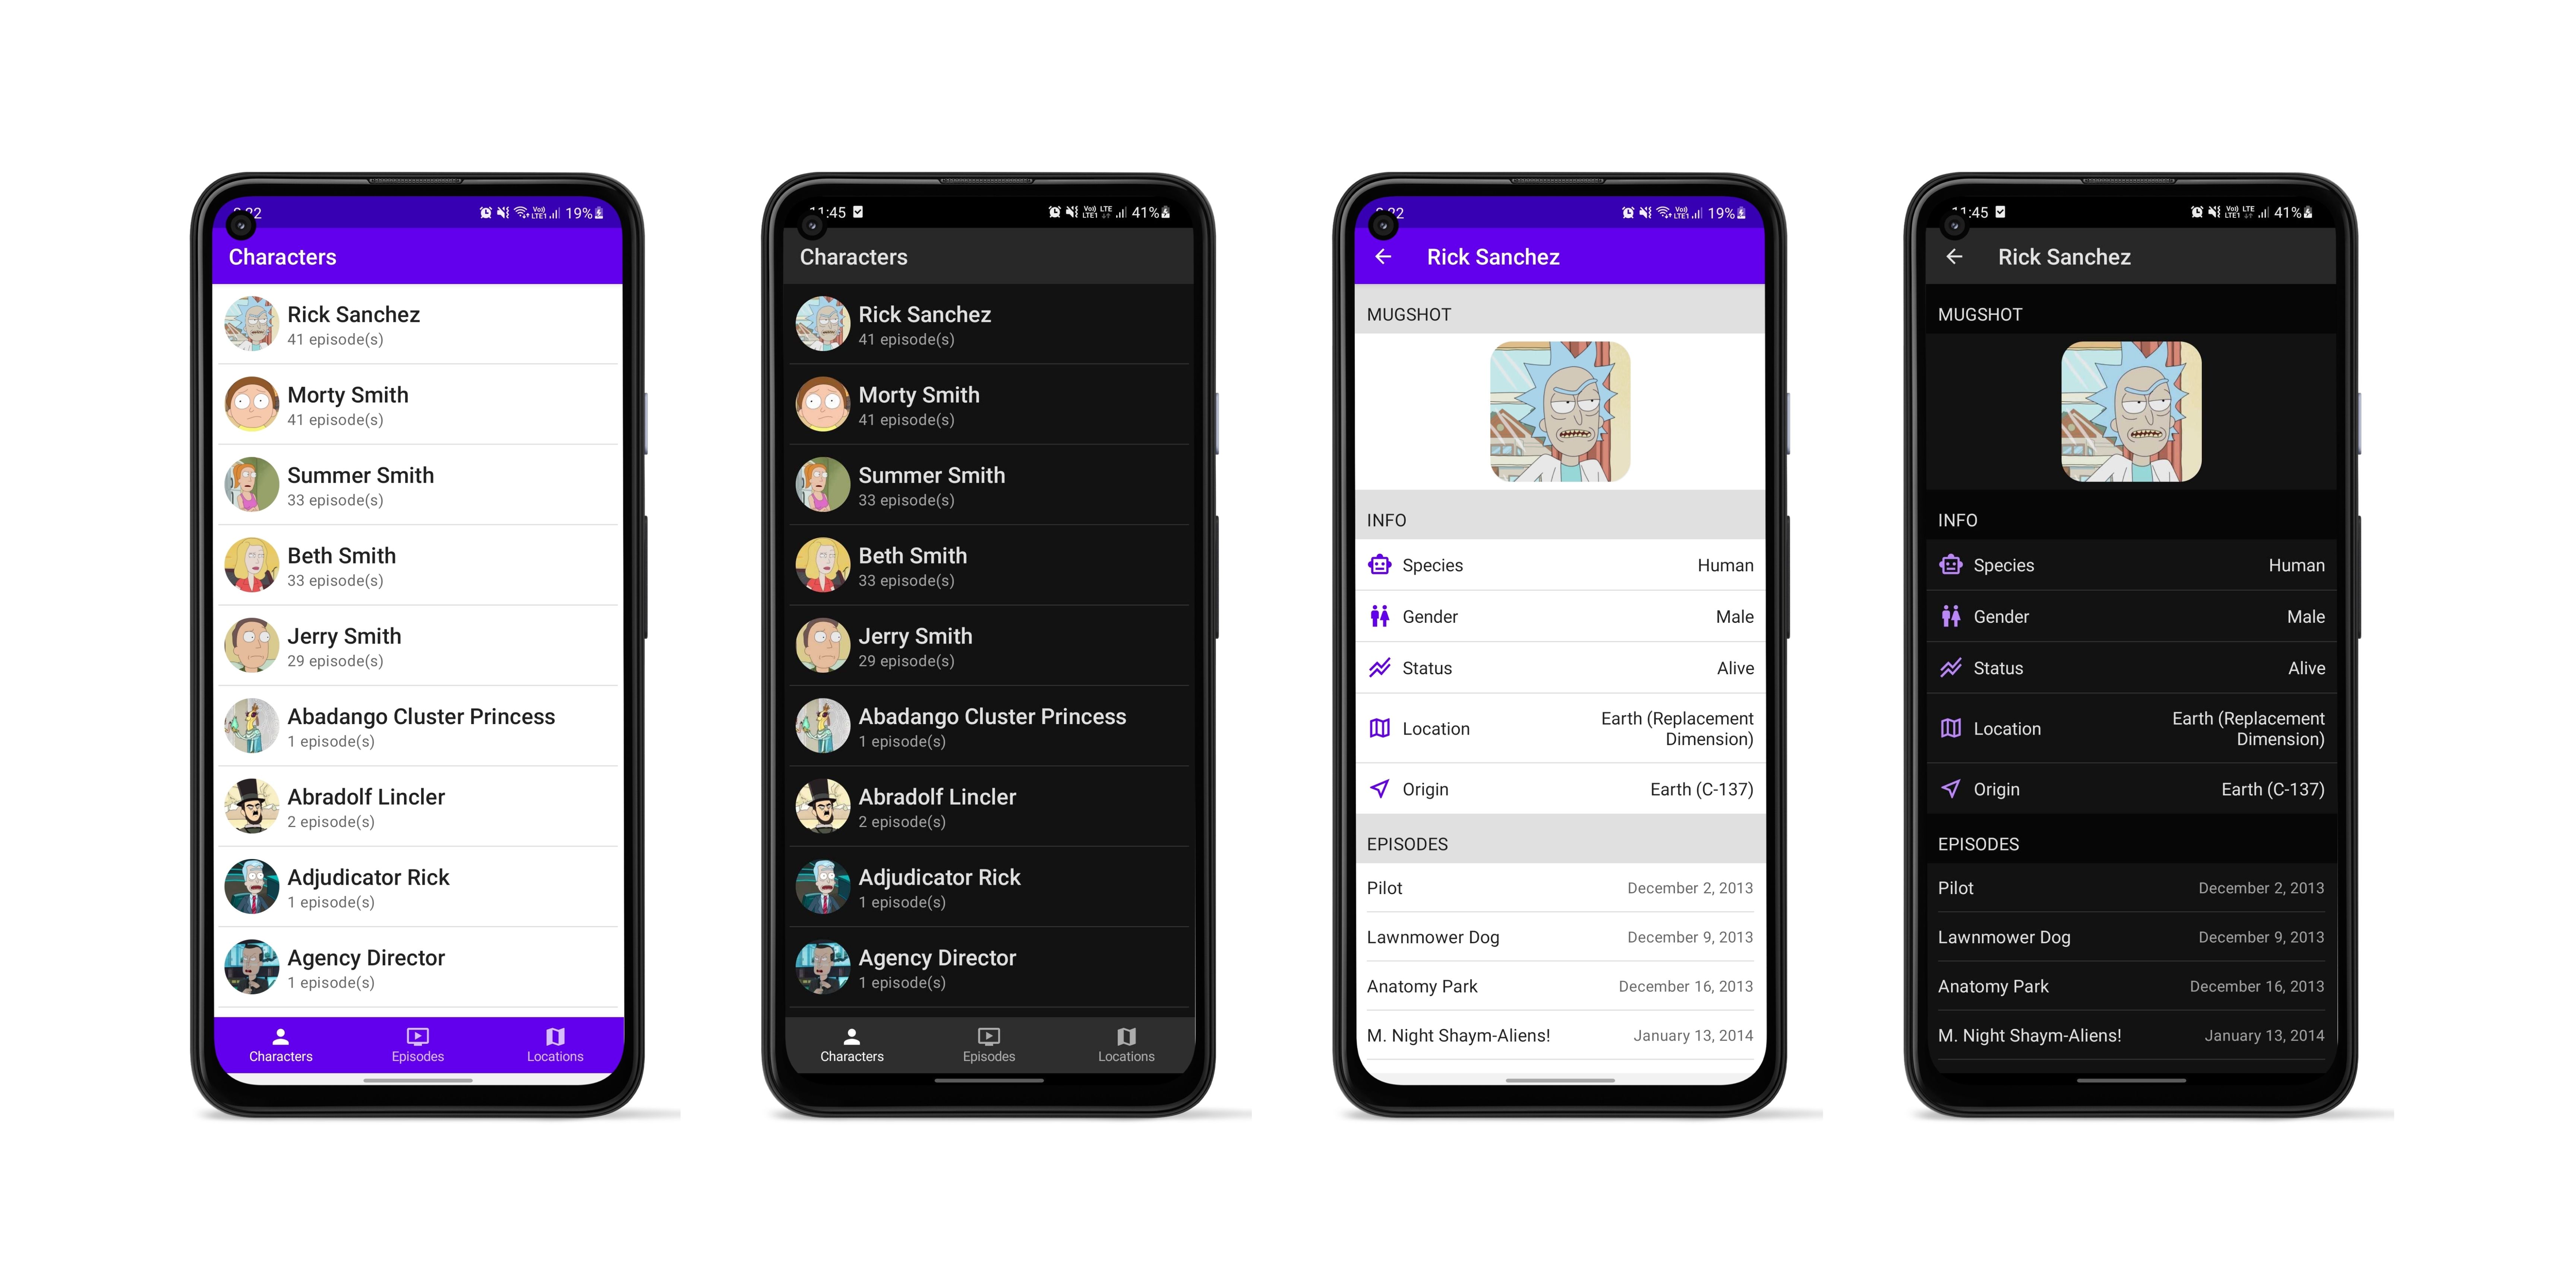 19%
Characters
Rick Sanchez
41 episode(s)
Morty Smith
41 episode(s)
Summer Smith
33 episode(s)
Beth Smith
33 episode(s)
Jerry Smith
29 episode(s)
Abadango Cluster Princess
1 episode(s)
Abradolf Lincler
2 episode(s)
Adjudicator Rick
1 episode(s)
Agency Director
1 episode(s)
Characters Episodes Locations
11:45 LTE 41%
Characters
Rick Sanchez
41 episode(s)
Morty Smith
41 episode(s)
Summer Smith
33 episode(s)
Beth Smith
33 episode(s)
Jerry Smith
29 episode(s)
Abadango Cluster Princess
1 episode(s)
Abradolf Lincler
2 episode(s)
Adjudicator Rick
1 episode(s)
Agency Director
1 episode(s)
Characters Episodes Locations
19%
Rick Sanchez
MUGSHOT
INFO
Species Human
Gender Male
Status Alive
Location Earth (Replacement
Dimension)
Origin Earth (C-137)
EPISODES
Pilot December 2, 2013
Lawnmower Dog December 9, 2013
Anatomy Park December 16, 2013
M. Night Shaym-Aliens! January 13, 2014
11:45 LTE 41%
Rick Sanchez
MUGSHOT
INFO
Species Human
Gender Male
Status Alive
Location Earth (Replacement
Dimension)
Origin Earth (C-137)
EPISODES
Pilot December 2, 2013
Lawnmower Dog December 9, 2013
Anatomy Park December 16, 2013
M. Night Shaym-Aliens! January 13, 2014